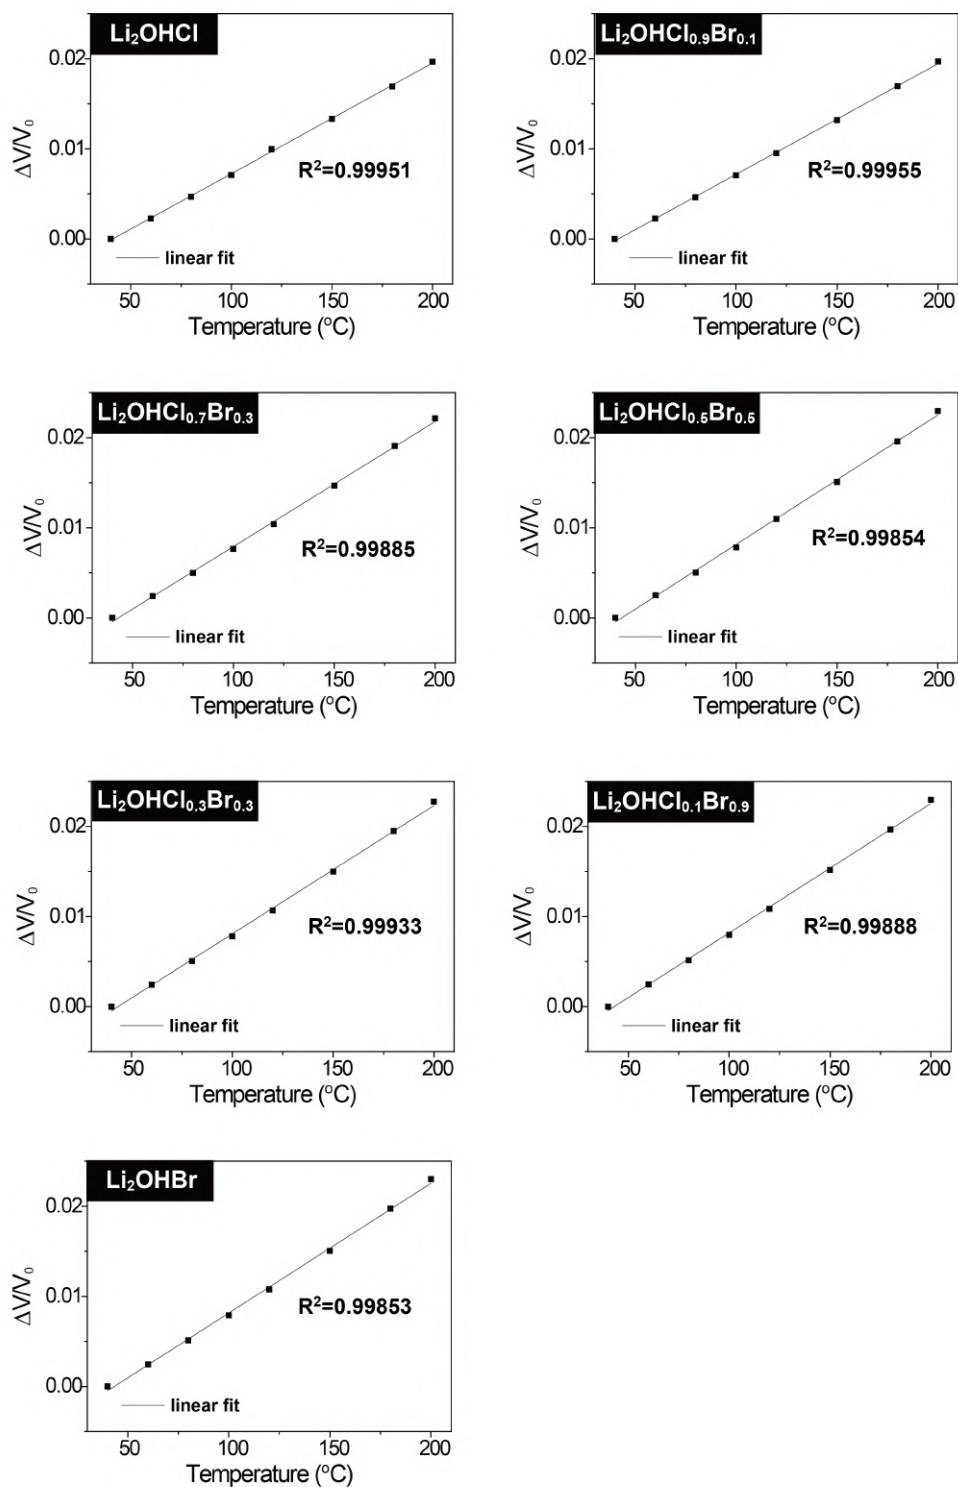 Li₂OHCl
ΔV/V₀
0.02
0.01
0.00
R²=0.99951
linear fit
50 100 150 200
Temperature (°C)
Li₂OHCl₀.₉Br₀.₁
ΔV/V₀
0.02
0.01
0.00
R²=0.99955
linear fit
50 100 150 200
Temperature (°C)
Li₂OHCl₀.₇Br₀.₃
ΔV/V₀
0.02
0.01
0.00
R²=0.99885
linear fit
50 100 150 200
Temperature (°C)
Li₂OHCl₀.₅Br₀.₅
ΔV/V₀
0.02
0.01
0.00
R²=0.99854
linear fit
50 100 150 200
Temperature (°C)
Li₂OHCl₀.₃Br₀.₃
ΔV/V₀
0.02
0.01
0.00
R²=0.99933
linear fit
50 100 150 200
Temperature (°C)
Li₂OHCl₀.₁Br₀.₉
ΔV/V₀
0.02
0.01
0.00
R²=0.99888
linear fit
50 100 150 200
Temperature (°C)
Li₂OHBr
ΔV/V₀
0.02
0.01
0.00
R²=0.99853
linear fit
50 100 150 200
Temperature (°C)